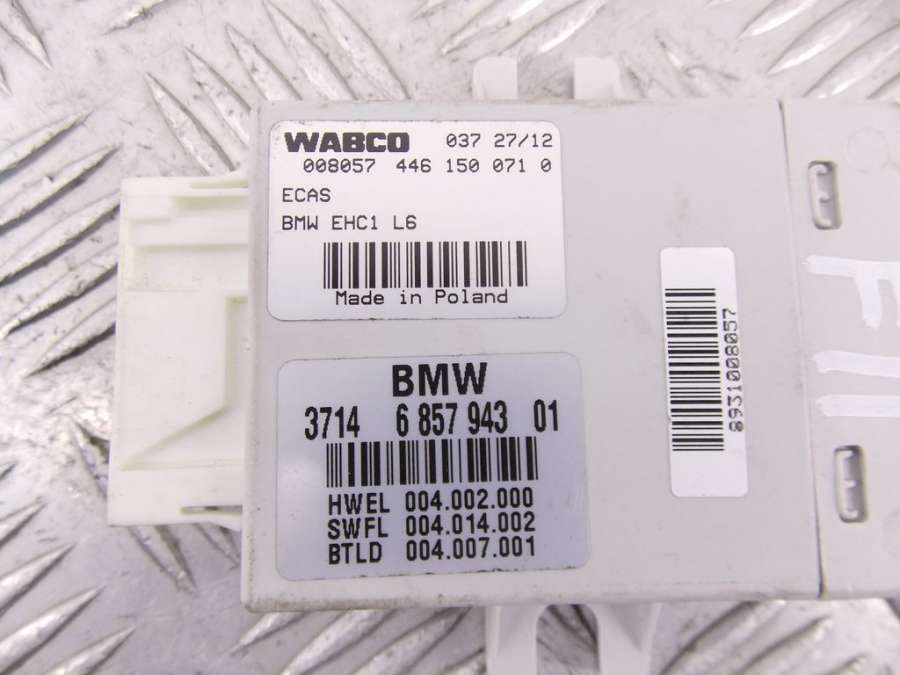 WABCO 037 27/12
008057 446 150 071 0
ECAS
BMW EHC1 L6
Made in Poland
BMW
3714 6 857 943 01
HWEL 004.002.000
SWFL 004.014.002
BTLD 004.007.001
8931008057